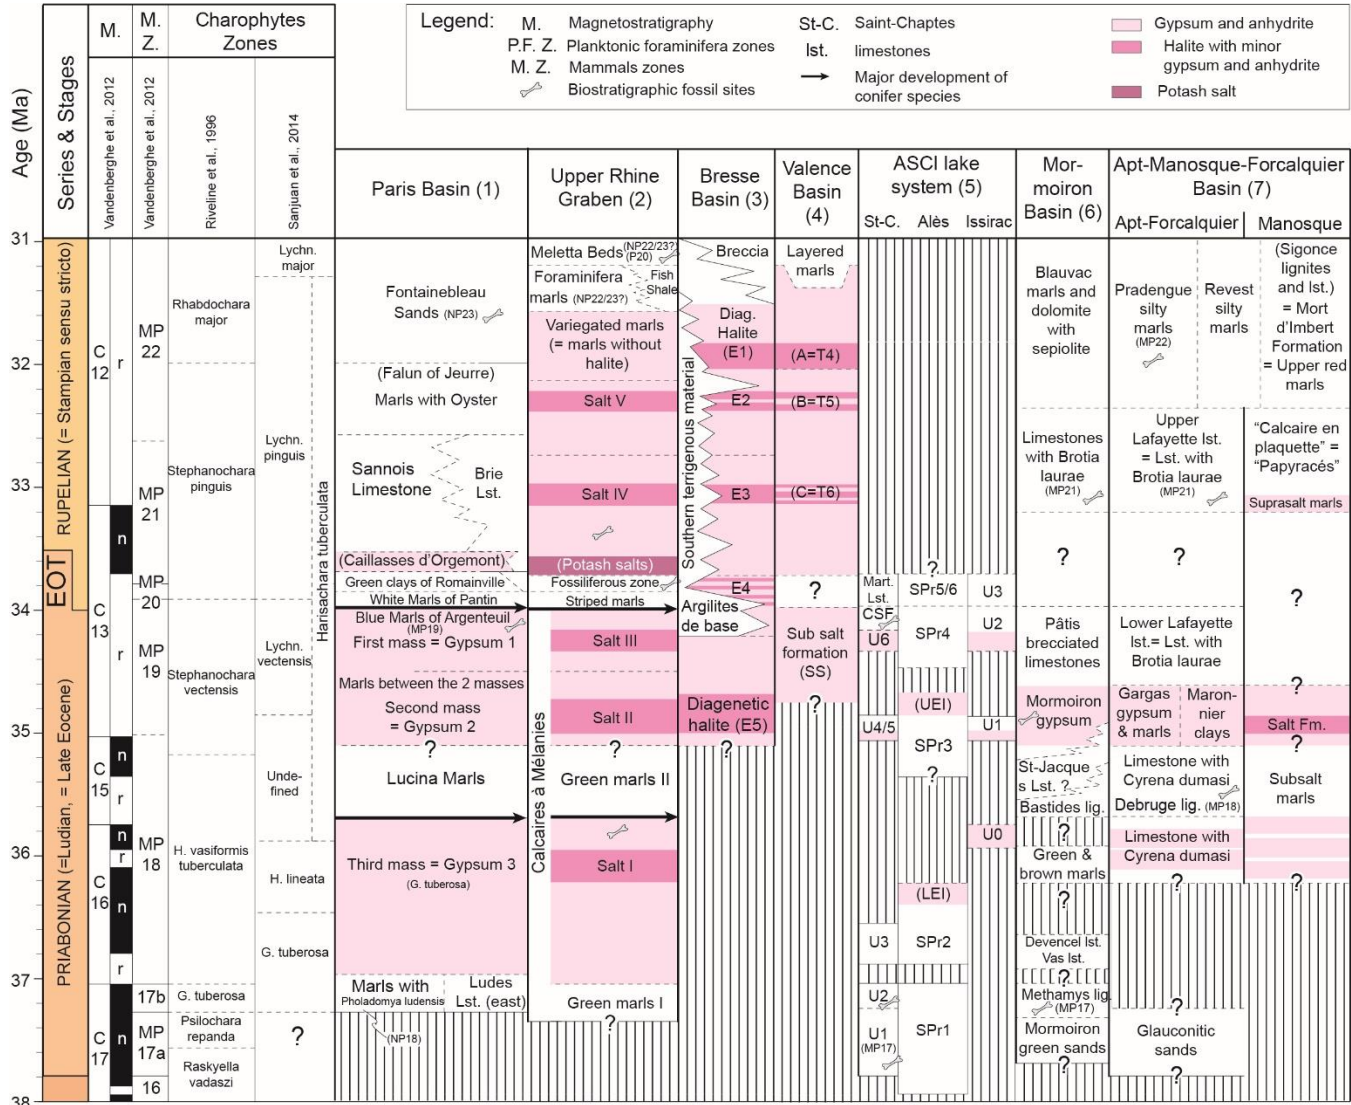 Legend:
M. Magnetostratigraphy
P.F. Z. Planktonic foraminifera zones
M. Z. Mammals zones
Biostratigraphic fossil sites
St-C. Saint-Chaptes
lst. limestones
Major development of
conifer species
Gypsum and anhydrite
Halite with minor
gypsum and anhydrite
Potash salt
Age (Ma)
Series & Stages
M.
M.
Z.
Charophytes
Zones
Vandenberghe et al., 2012
Vandenberghe et al., 2012
Riveline et al., 1996
Sanjuan et al., 2014
Paris Basin (1)
Upper Rhine
Graben (2)
Bresse
Basin (3)
Valence
Basin
(4)
ASCI lake
system (5)
St-C. Alès Issirac
Mor-
moiron
Basin (6)
Apt-Manosque-Forcalquier
Basin (7)
Apt-Forcalquier
Manosque
31
32
33
34
35
36
37
38
RUPELIAN (= Stampian sensu stricto)
EOT
PRIABONIAN (=Ludian, = Late Eocene)
C
12
r
n
C
13
r
n
C
15
r
n
r
C
16
n
r
C
17
n
MP
22
MP
21
MP
20
MP
19
MP
18
17b
MP
17a
16
Rhabdochara
major
Stephanochara
pinguis
Stephanochara
vectensis
H. vasiformis
tuberculata
G. tuberosa
Psilochara
repanda
Raskyella
vadaszi
Lychn.
major
Lychn.
pinguis
Harisachara tuberculata
Lychn.
vectensis
Unde-
fined
H. lineata
G. tuberosa
?
Fontainebleau
Sands (NP23)
(Falun of Jeurre)
Marls with Oyster
Sannois
Limestone
Brie
Lst.
(Caillasses d'Orgemont)
Green clays of Romainville
White Marls of Pantin
Blue Marls of Argenteuil
(MP19)
First mass = Gypsum 1
Marls between the 2 masses
Second mass
= Gypsum 2
?
Lucina Marls
Third mass = Gypsum 3
(G. tuberosa)
Marls with
Pholadomya ludensis
Ludes
Lst. (east)
(NP18)
Meletta Beds (NP22/23?)
(P20)
Foraminifera
marls (NP22/23?)
Fish
Shale
Variegated marls
(= marls without
halite)
Salt V
Salt IV
(Potash salts)
Fossiliferous zone
Striped marls
Calcaires à Mélanies
Salt III
Salt II
?
Green marls II
Salt I
Green marls I
?
Southern terrigenous material
Breccia
Diag.
Halite
(E1)
E2
E3
E4
Argilites
de base
Diagenetic
halite (E5)
?
Layered
marls
(A=T4)
(B=T5)
(C=T6)
?
Sub salt
formation
(SS)
?
Mart.
Lst.
CSF
U6
U4/5
U3
U2
U1
(MP17)
?
SPr5/6
SPr4
(UEI)
SPr3
?
(LEI)
SPr2
SPr1
U3
U2
U1
U0
Blauvac
marls and
dolomite
with
sepiolite
Limestones
with Brotia
laurae
(MP21)
?
Pâtis
brecciated
limestones
Mormoiron
gypsum
St-Jacque
s Lst. ?
Bastides lig.
?
Green &
brown marls
?
Devencel lst.
Vas lst.
?
Methamys lig.
(MP17)
Mormoiron
green sands
?
Pradengue
silty
marls
(MP22)
Revest
silty
marls
Upper
Lafayette lst.
= Lst. with
Brotia laurae
(MP21)
?
Lower Lafayette
lst.= Lst. with
Brotia laurae
Gargas
gypsum
& marls
Maron-
nier
clays
Limestone with
Cyrena dumasi
Debruge lig. (MP18)
Limestone with
Cyrena dumasi
?
?
Glauconitic
sands
?
(Sigonce
lignites
and lst.)
= Mort
d'Imbert
Formation
= Upper red
marls
"Calcaire en
plaquette" =
"Papyracés"
Suprasalt marls
?
?
Salt Fm.
?
Subsalt
marls
?